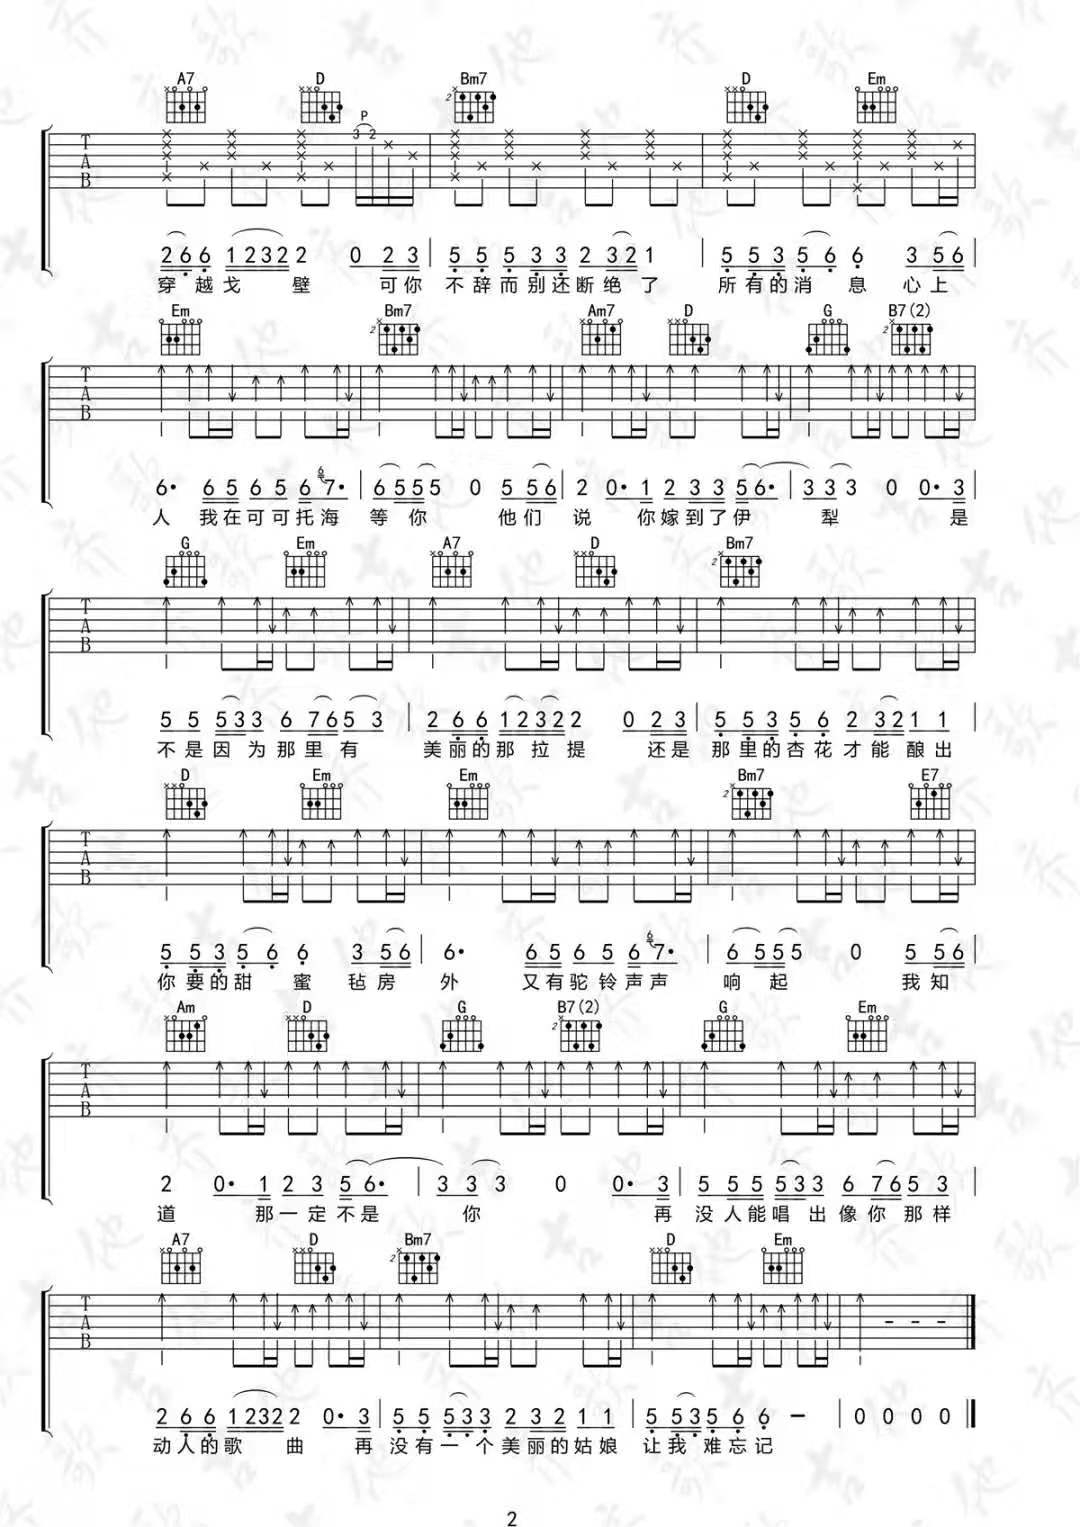 A7 D Bm7 D Em
P
3 2
T A B
2 6 6 1 2 3 2 2 0 2 3 5 5 5 3 3 2 3 2 1 5 5 3 5 6 6 3 5 6
穿越戈壁 可你 不辞而别还断绝了 所有的消息 心上
Em Bm7 Am7 D G B7(2)
T A B
6· 6 5 6 5 6 7· 6 5 5 5 0 5 5 6 2 0· 1 2 3 3 5 6· 3 3 3 0 0· 3
人 我在可可托海 等你 他们说 你嫁到了伊犁 是
G Em A7 D Bm7
T A B
5 5 5 3 3 6 7 6 5 3 2 6 6 1 2 3 2 2 0 2 3 5 5 3 5 6 2 3 2 1 1
不是因为那里有 美丽的那拉提 还是 那里的杏花才能酿出
D Em Em Bm7 E7
T A B
5 5 3 5 6 6 3 5 6 6· 6 5 6 5 6 7· 6 5 5 5 0 5 5 6
你要的甜蜜 毡房外 又有驼铃声声 响起 我知
Am D G B7(2) G Em
T A B
2 0· 1 2 3 5 6· 3 3 3 0 0· 3 5 5 5 5 3 3 6 7 6 5 3
道 那一定不是你 再 没人能唱出像你那样
A7 D Bm7 D Em
T A B
2 6 6 1 2 3 2 2 0· 3 5 5 5 3 3 2 3 2 1 1 5 5 3 5 6 6 — 0 0 0 0
动人的歌曲 再 没有一个美丽的姑娘 让我难忘记
2